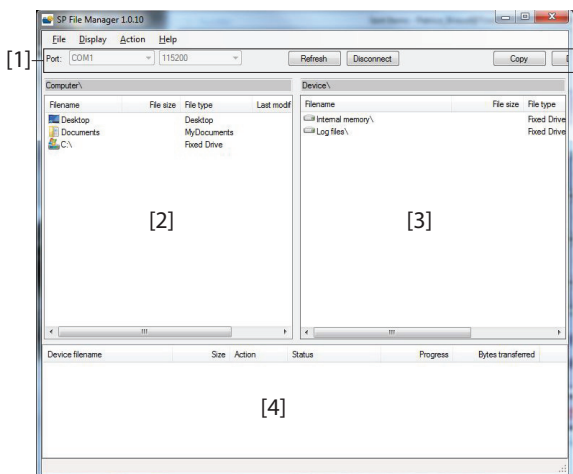 SP File Manager 1.0.10
File Display Action Help
[1]
Port: COM1 115200 Refresh Disconnect Copy
Computer\ Device\
Filename File size File type Last modif Filename File size File type
Desktop Desktop Internal memory\ Fixed Drive
Documents MyDocuments Log files\ Fixed Drive
C:\ Fixed Drive
[2] [3]
Device filename Size Action Status Progress Bytes transferred
[4]